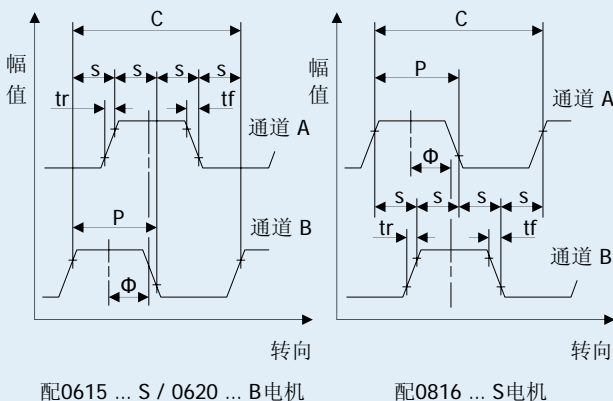 C
s s s s
幅值
tr
tf
通道 A
Φ
P
通道 B
转向
配0615 ... S / 0620 ... B电机
C
P
幅值
通道 A
Φ
s s s s
tr
tf
通道 B
转向
配0816 ... S电机